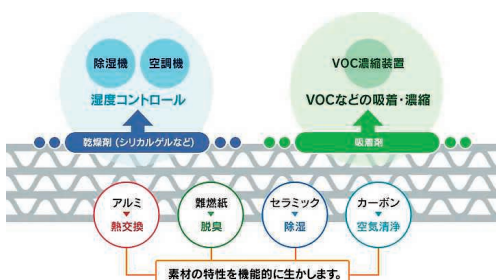 除湿機
空調機
湿度コントロール
乾燥剤（シリカゲルなど）
VOC濃縮装置
VOCなどの吸着・濃縮
吸着剤
アルミ
熱交換
難燃紙
脱臭
セラミック
除湿
カーボン
空気清浄
素材の特性を機能的に生かします。